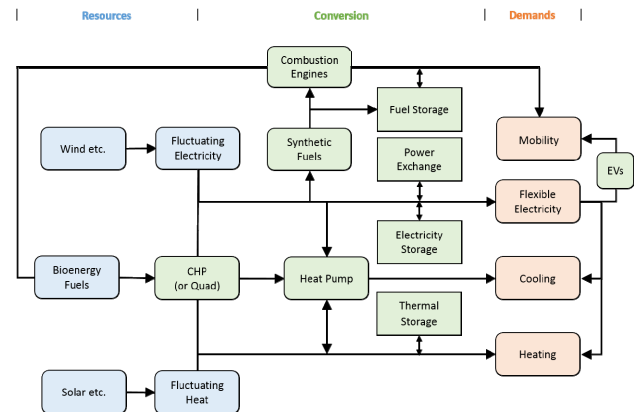 Resources
Conversion
Demands
Combustion
Engines
Fuel Storage
Mobility
Wind etc.
Fluctuating
Electricity
Synthetic
Fuels
Power
Exchange
EVs
Flexible
Electricity
Electricity
Storage
Bioenergy
Fuels
CHP
(or Quad)
Heat Pump
Cooling
Thermal
Storage
Heating
Solar etc.
Fluctuating
Heat